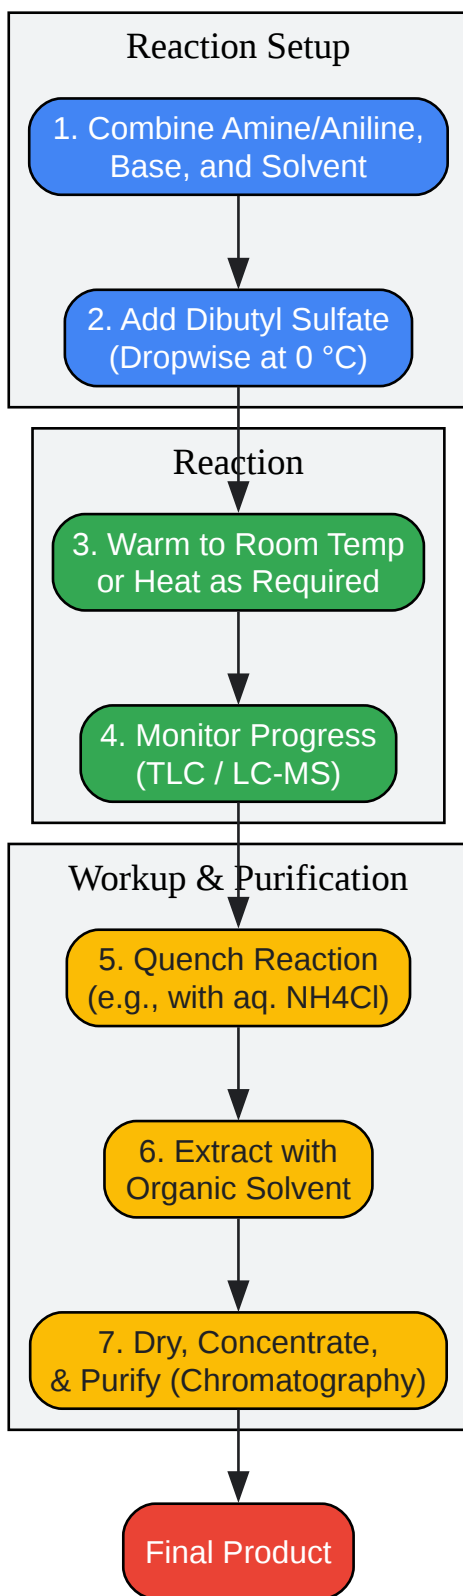 Reaction Setup
1. Combine Amine/Aniline,
Base, and Solvent
2. Add Dibutyl Sulfate
(Dropwise at 0 °C)
Reaction
3. Warm to Room Temp
or Heat as Required
4. Monitor Progress
(TLC / LC-MS)
Workup & Purification
5. Quench Reaction
(e.g., with aq. NH4Cl)
6. Extract with
Organic Solvent
7. Dry, Concentrate,
& Purify (Chromatography)
Final Product